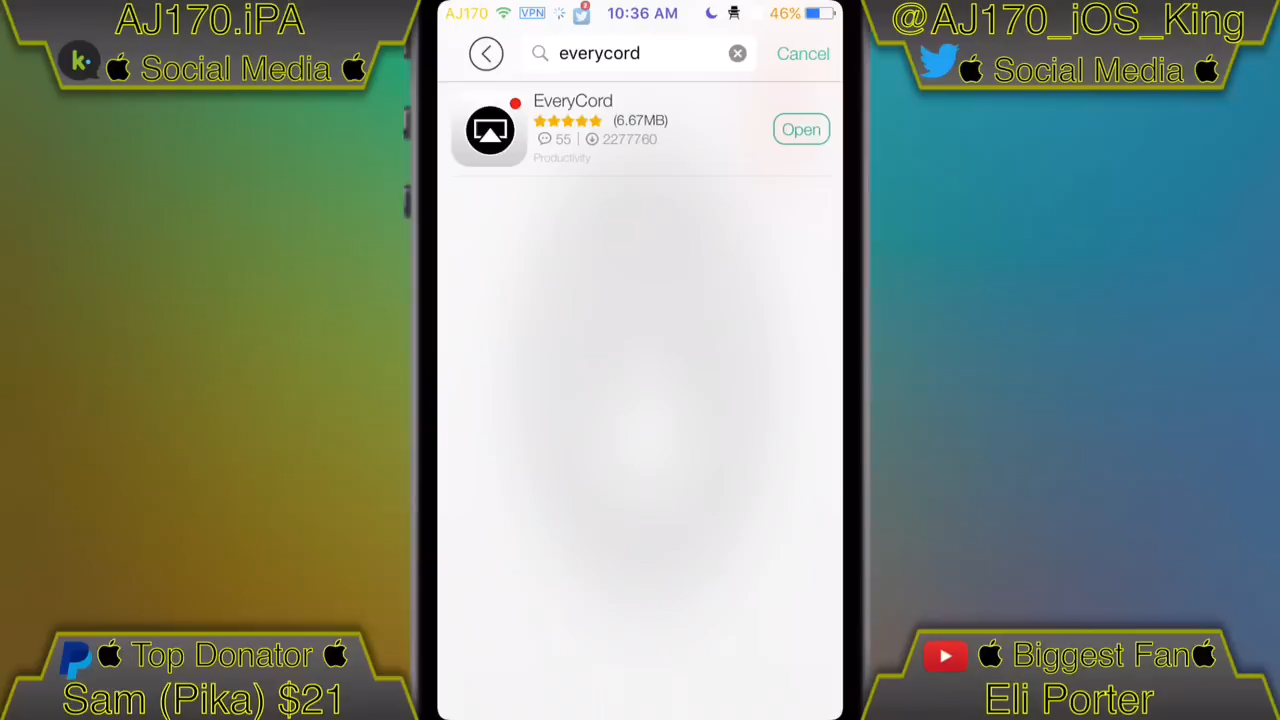 AJ170.iPA
k.
Social Media
@AJ170_iOS_King
Social Media
AJ170
VPN
2
10:36 AM
46%
everycord
Cancel
EveryCord
(6.67MB)
55
2277760
Productivity
Open
Top Donator
Sam (Pika) $21
Biggest Fan
Eli Porter